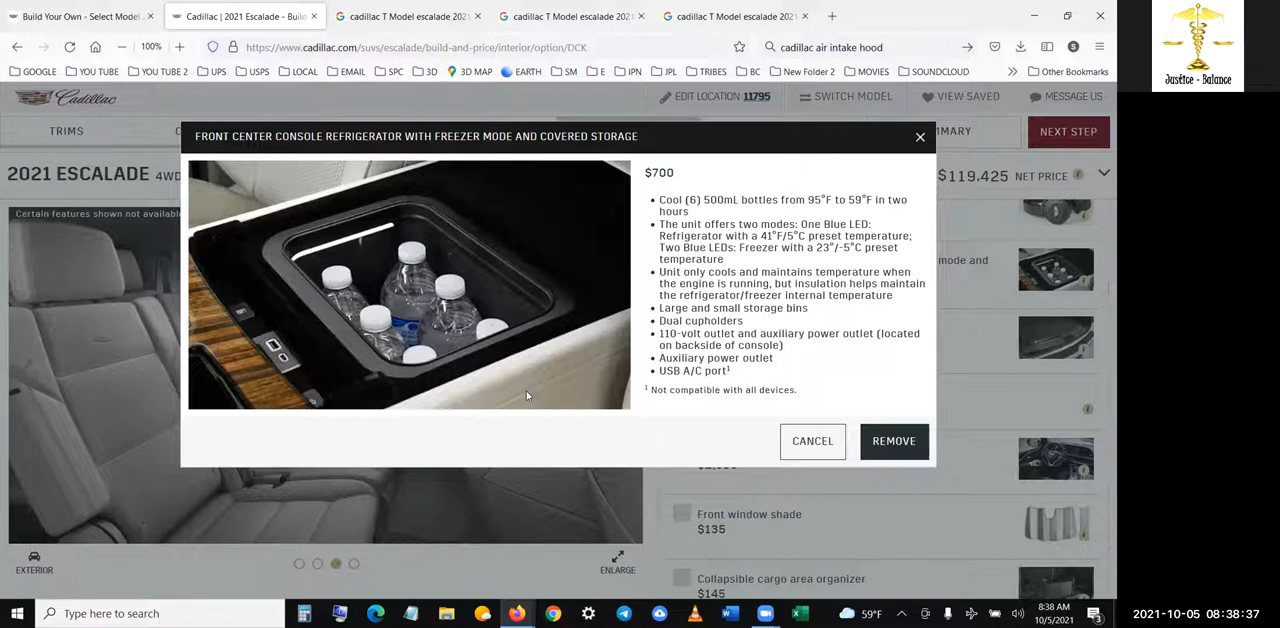 Build Your Own - Select Model
Cadillac | 2021 Escalade - Build
cadillac T Model escalade 2021
cadillac T Model escalade 2021
cadillac T Model escalade 2021
100%
https://www.cadillac.com/suvs/escalade/build-and-price/interior/option/DCK
cadillac air intake hood
GOOGLE
YOU TUBE
YOU TUBE 2
UPS
USPS
LOCAL
EMAIL
SPC
3D
3D MAP
EARTH
SM
E
IPN
JPL
TRIBES
BC
New Folder 2
MOVIES
SOUNDCLOUD
Other Bookmarks
Justice - Balance
Cadillac
EDIT LOCATION 11795
SWITCH MODEL
VIEW SAVED
MESSAGE US
TRIMS
C
MMARY
NEXT STEP
2021 ESCALADE 4WD
$119,425 NET PRICE
Certain features shown not available
FRONT CENTER CONSOLE REFRIGERATOR WITH FREEZER MODE AND COVERED STORAGE
$700
• Cool (6) 500mL bottles from 95°F to 59°F in two
hours
• The unit offers two modes: One Blue LED:
Refrigerator with a 41°F/5°C preset temperature;
Two Blue LEDs: Freezer with a 23°/-5°C preset
temperature
• Unit only cools and maintains temperature when
the engine is running, but insulation helps maintain
the refrigerator/freezer internal temperature
• Large and small storage bins
• Dual cupholders
• 110-volt outlet and auxiliary power outlet (located
on backside of console)
• Auxiliary power outlet
• USB A/C port¹
¹ Not compatible with all devices.
CANCEL
REMOVE
mode and
Front window shade
$135
Collapsible cargo area organizer
$145
EXTERIOR
ENLARGE
Type here to search
59°F
8:38 AM
10/5/2021
3
2021-10-05 08:38:37